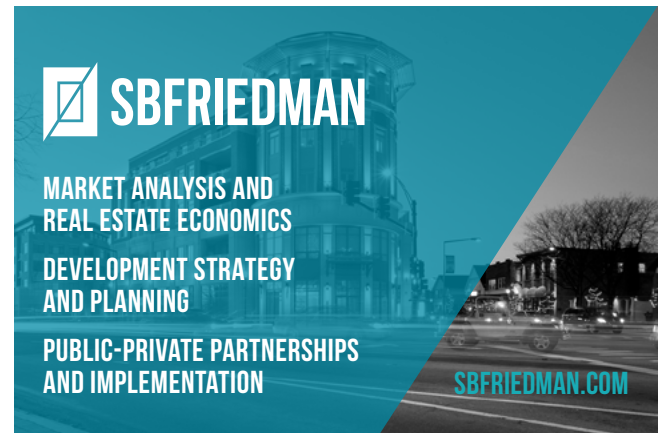 SBFRIEDMAN
MARKET ANALYSIS AND
REAL ESTATE ECONOMICS
DEVELOPMENT STRATEGY
AND PLANNING
PUBLIC-PRIVATE PARTNERSHIPS
AND IMPLEMENTATION
SBFRIEDMAN.COM